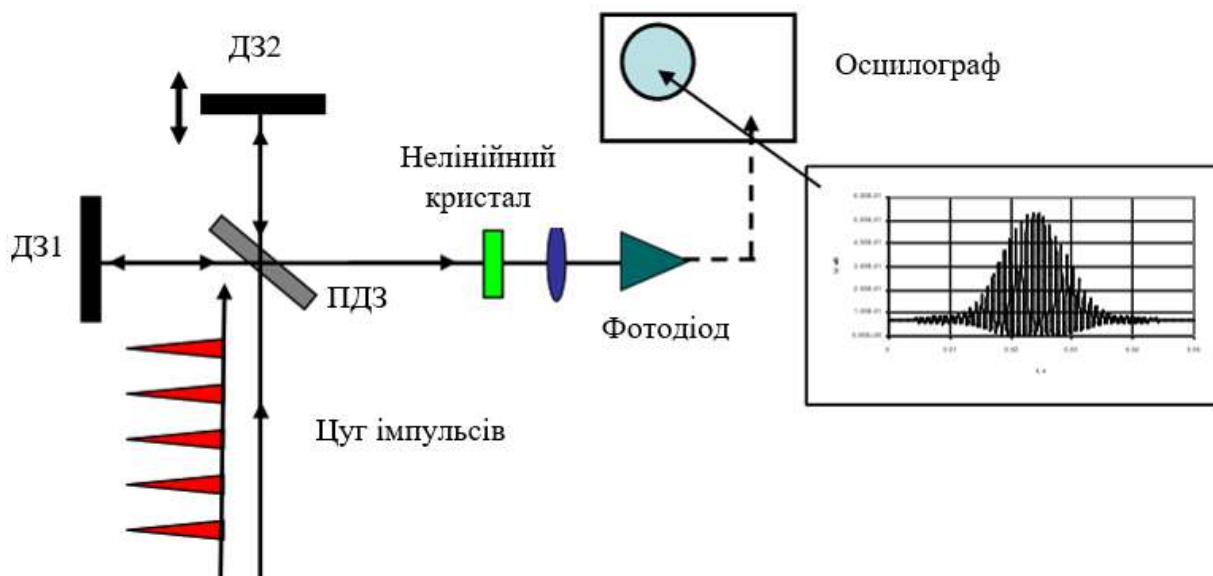 ДЗ2
Осцилограф
Нелінійний
кристал
ДЗ1
ПДЗ
Фотодіод
Цуг імпульсів